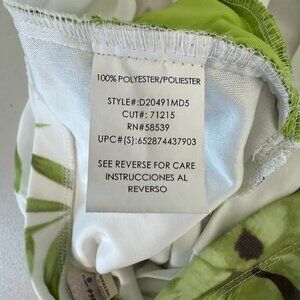 100% POLYESTER/POLIESTER
STYLE#:D20491MD5
CUT#: 71215
RN#58539
UPC#(S):652874437903
SEE REVERSE FOR CARE
INSTRUCCIONES AL
REVERSO